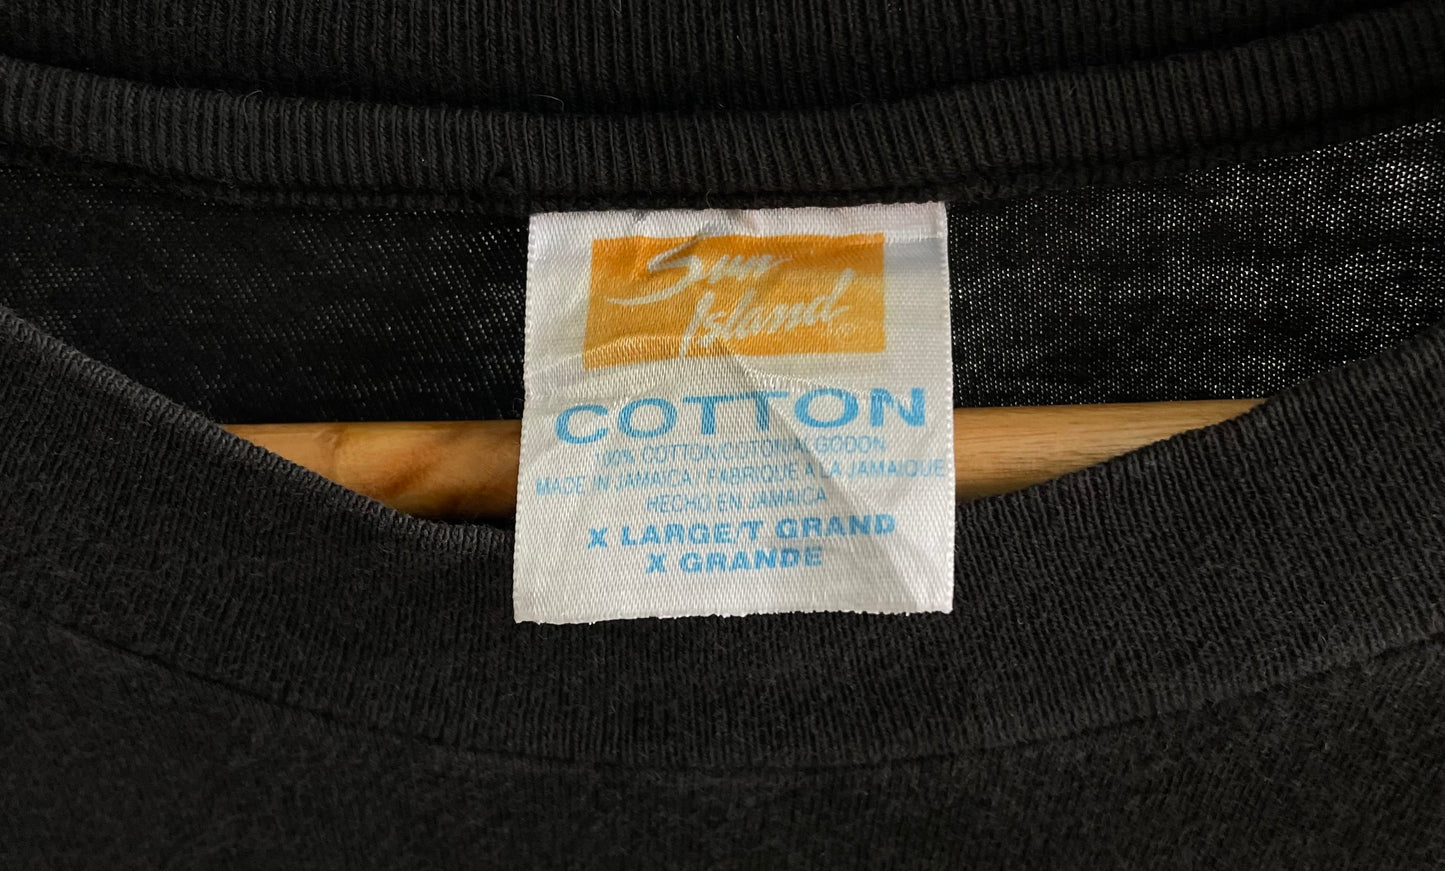 Sun
Island
COTTON
100% COTTON/COTON/ALGODON
MADE IN JAMAICA / FABRIQUE A LA JAMAIQUE
HECHO EN JAMAICA
X LARGE/T GRAND
X GRANDE